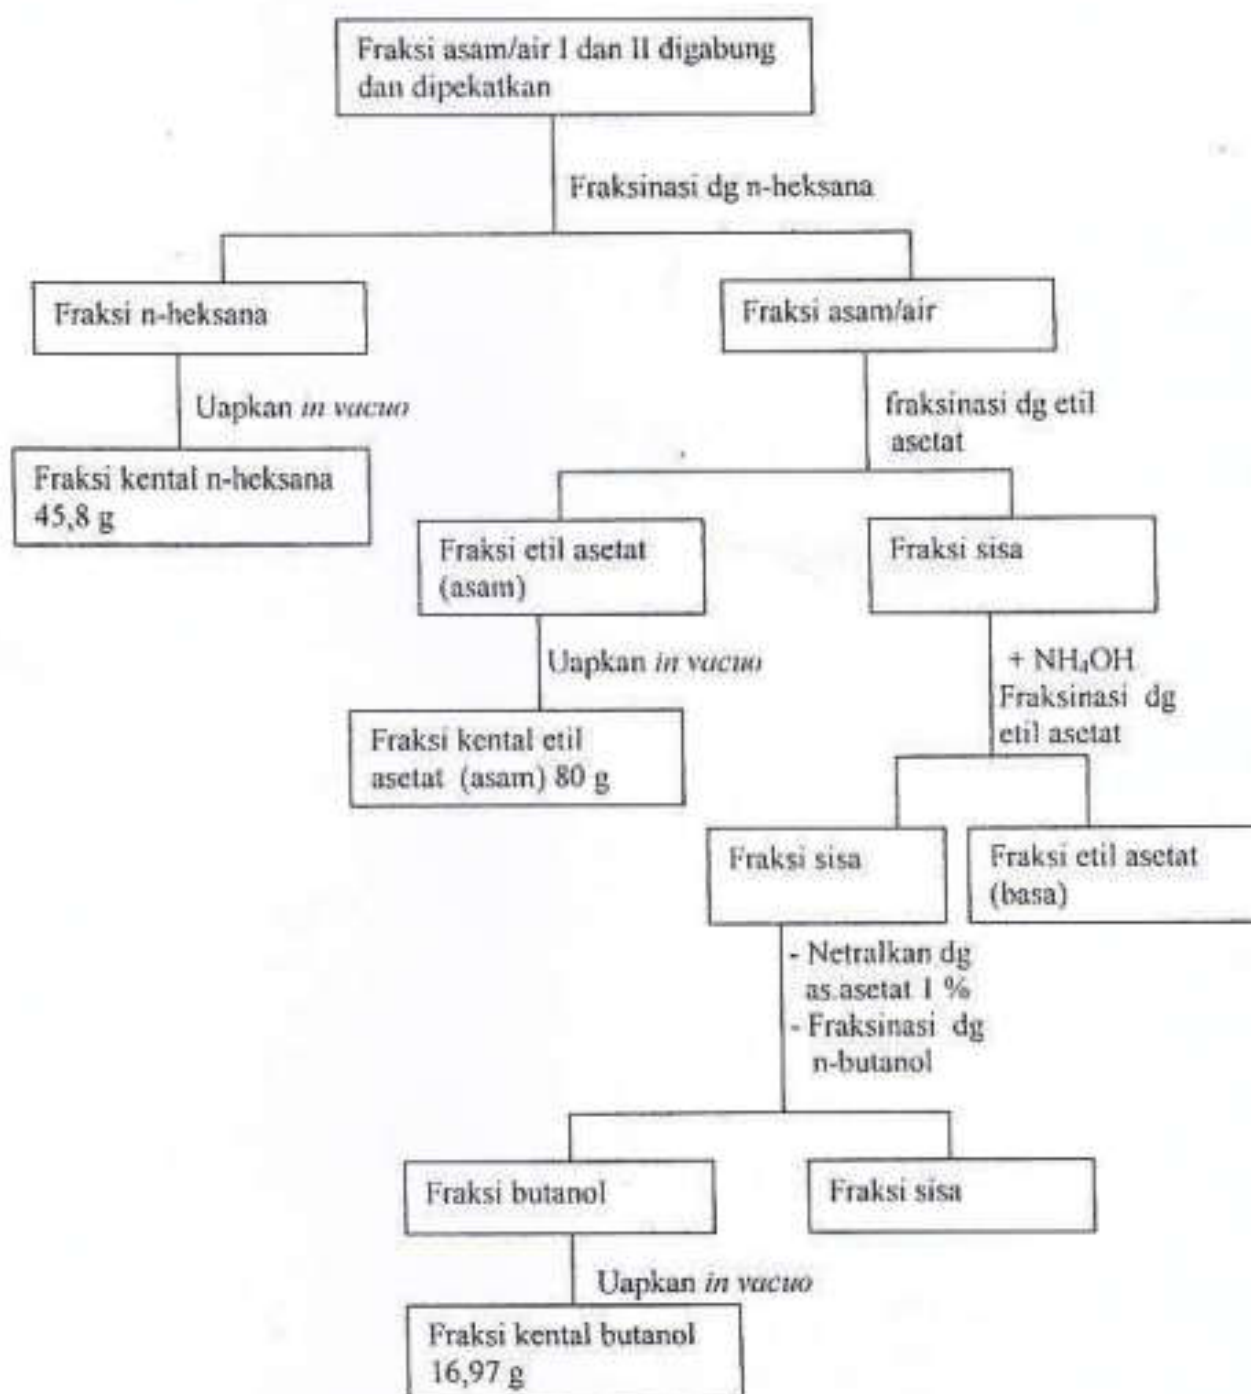 Fraksi asam/air I dan II digabung
dan dipekatkan
Fraksinasi dg n-heksana
Fraksi n-heksana
Fraksi asam/air
Uapkan in vacuo
fraksinasi dg etil
asetat
Fraksi kental n-heksana
45,8 g
Fraksi etil asetat
(asam)
Fraksi sisa
Uapkan in vacuo
+ NH₄OH
Fraksinasi dg
etil asetat
Fraksi kental etil
asetat (asam) 80 g
Fraksi sisa
Fraksi etil asetat
(basa)
- Netralkan dg
as.asetat 1 %
- Fraksinasi dg
n-butanol
Fraksi butanol
Fraksi sisa
Uapkan in vacuo
Fraksi kental butanol
16,97 g